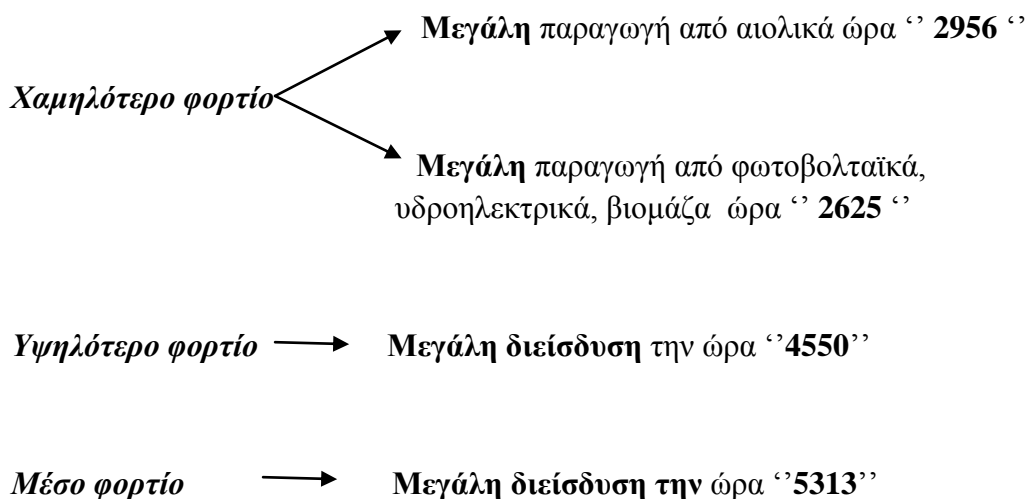 Μεγάλη παραγωγή από αιολικά ώρα ‘’ 2956 ‘’
Χαμηλότερο φορτίο
Μεγάλη παραγωγή από φωτοβολταϊκά,
υδροηλεκτρικά, βιομάζα ώρα ‘’ 2625 ‘’
Υψηλότερο φορτίο Μεγάλη διείσδυση την ώρα ‘’4550’’
Μέσο φορτίο Μεγάλη διείσδυση την ώρα ‘’5313’’